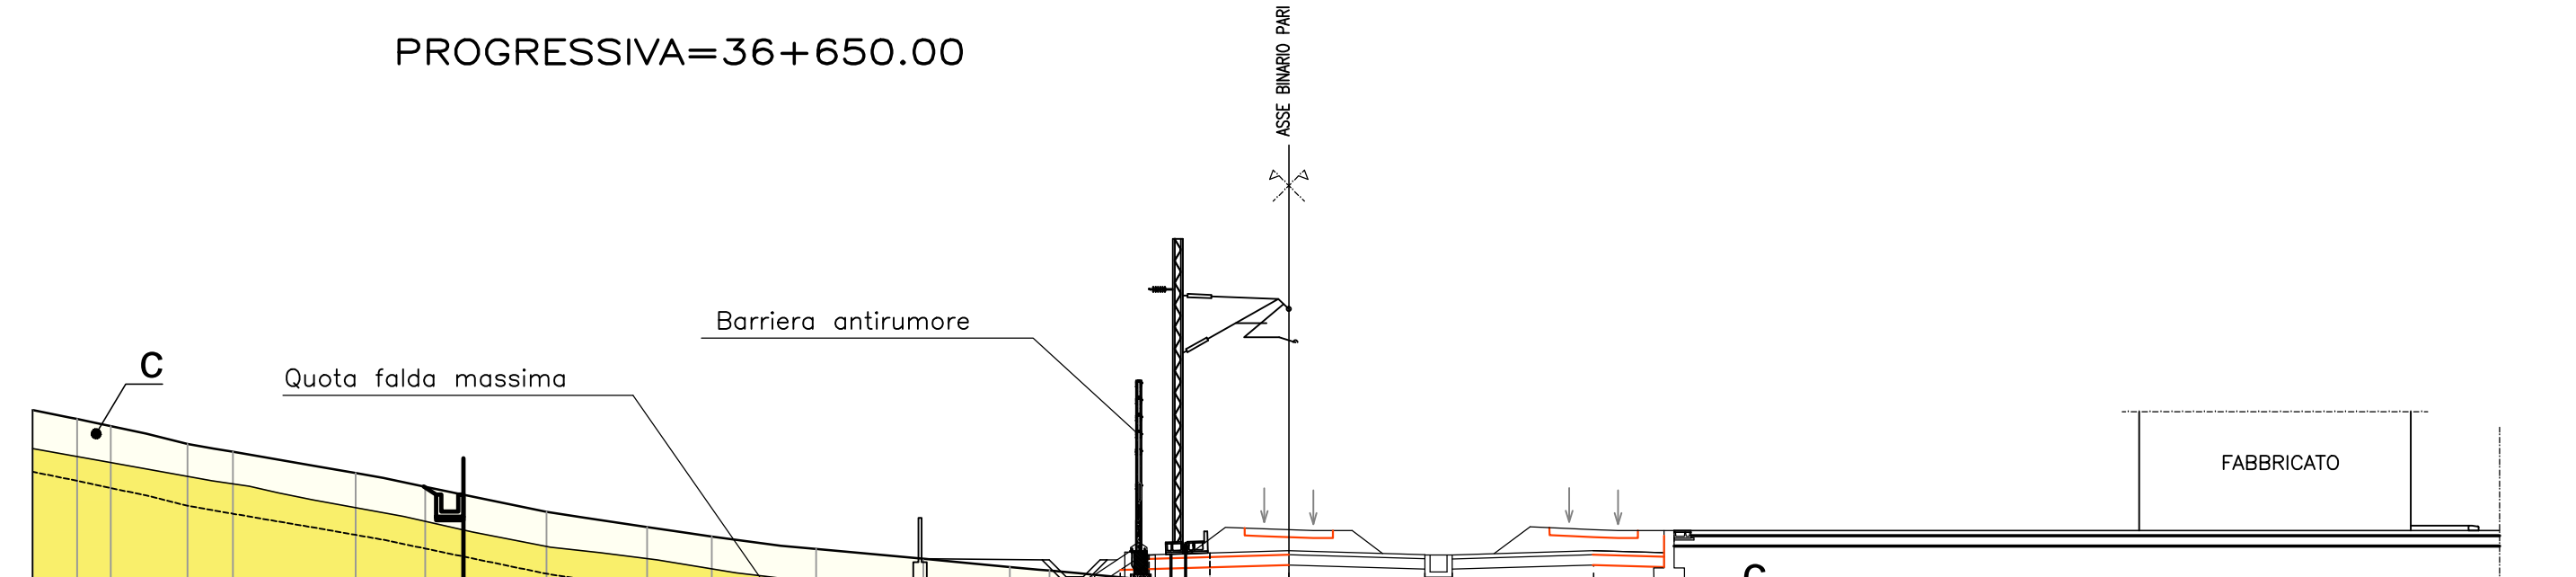 ASSE BINARIO PARI
PROGRESSIVA=36+650.00
Barriera antirumore
C
Quota falda massima
FABBRICATO